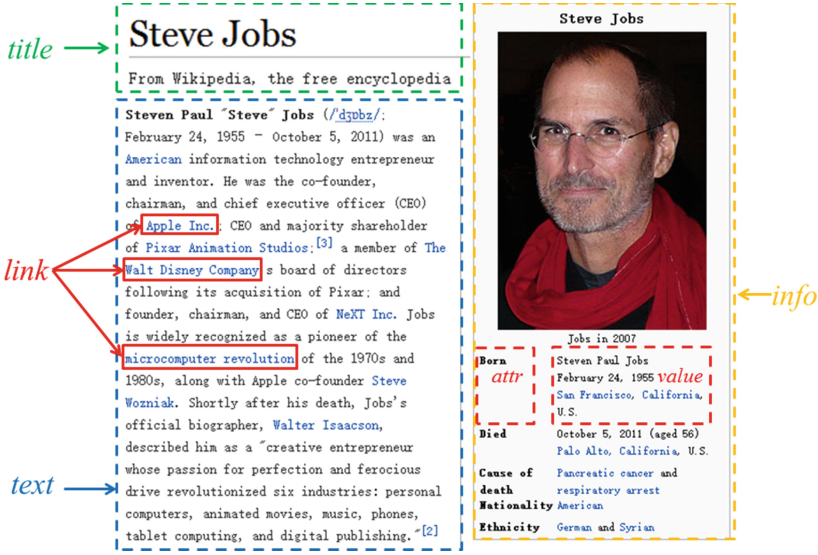 title
Steve Jobs
From Wikipedia, the free encyclopedia
link
text
Steven Paul "Steve" Jobs (/ˈdʒɒbz/;
February 24, 1955 – October 5, 2011) was an
American information technology entrepreneur
and inventor. He was the co-founder,
chairman, and chief executive officer (CEO)
of Apple Inc.; CEO and majority shareholder
of Pixar Animation Studios;[3] a member of The
Walt Disney Company's board of directors
following its acquisition of Pixar; and
founder, chairman, and CEO of NeXT Inc. Jobs
is widely recognized as a pioneer of the
microcomputer revolution of the 1970s and
1980s, along with Apple co-founder Steve
Wozniak. Shortly after his death, Jobs's
official biographer, Walter Isaacson,
described him as a "creative entrepreneur
whose passion for perfection and ferocious
drive revolutionized six industries: personal
computers, animated movies, music, phones,
tablet computing, and digital publishing."[2]
info
Steve Jobs
Jobs in 2007
Born Steven Paul Jobs
attr February 24, 1955 value
San Francisco, California,
U.S.
Died October 5, 2011 (aged 56)
Palo Alto, California, U.S.
Cause of Pancreatic cancer and
death respiratory arrest
Nationality American
Ethnicity German and Syrian